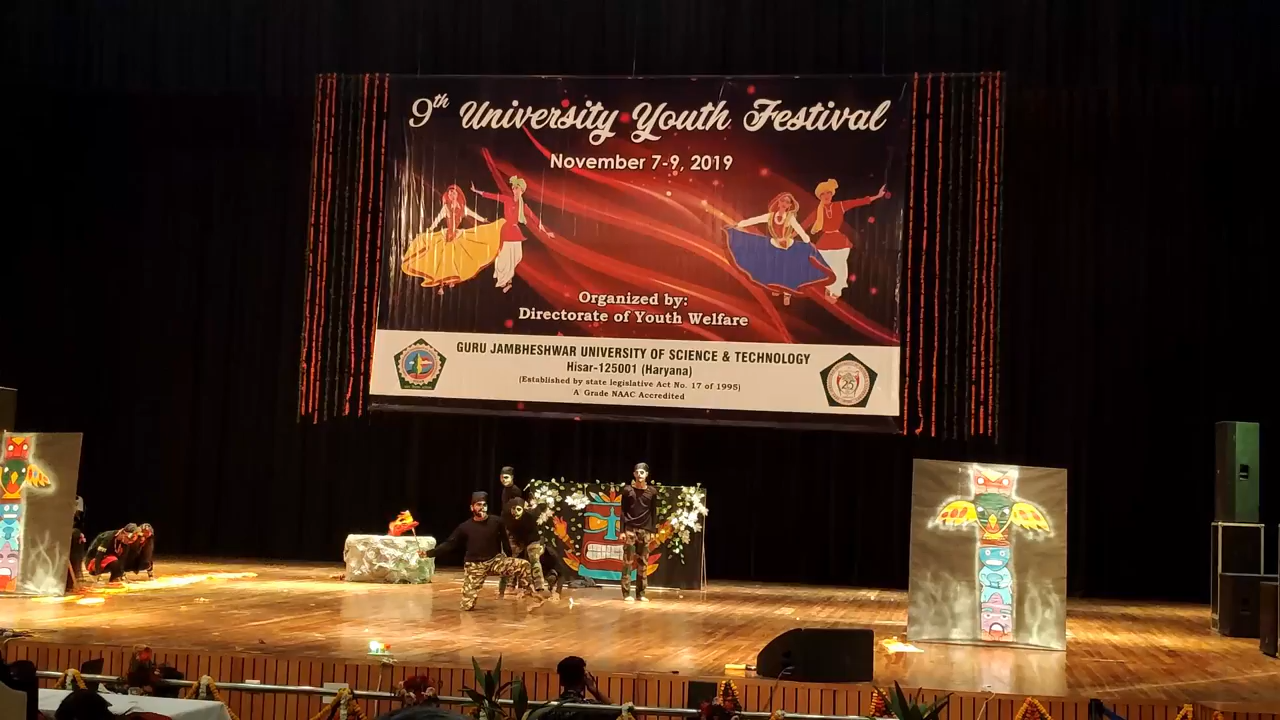 9th University Youth Festival
November 7-9, 2019
Organized by:
Directorate of Youth Welfare
GURU JAMBHESHWAR UNIVERSITY OF SCIENCE & TECHNOLOGY
Hisar-125001 (Haryana)
(Established by state legislative Act No. 17 of 1995)
A Grade NAAC Accredited
25